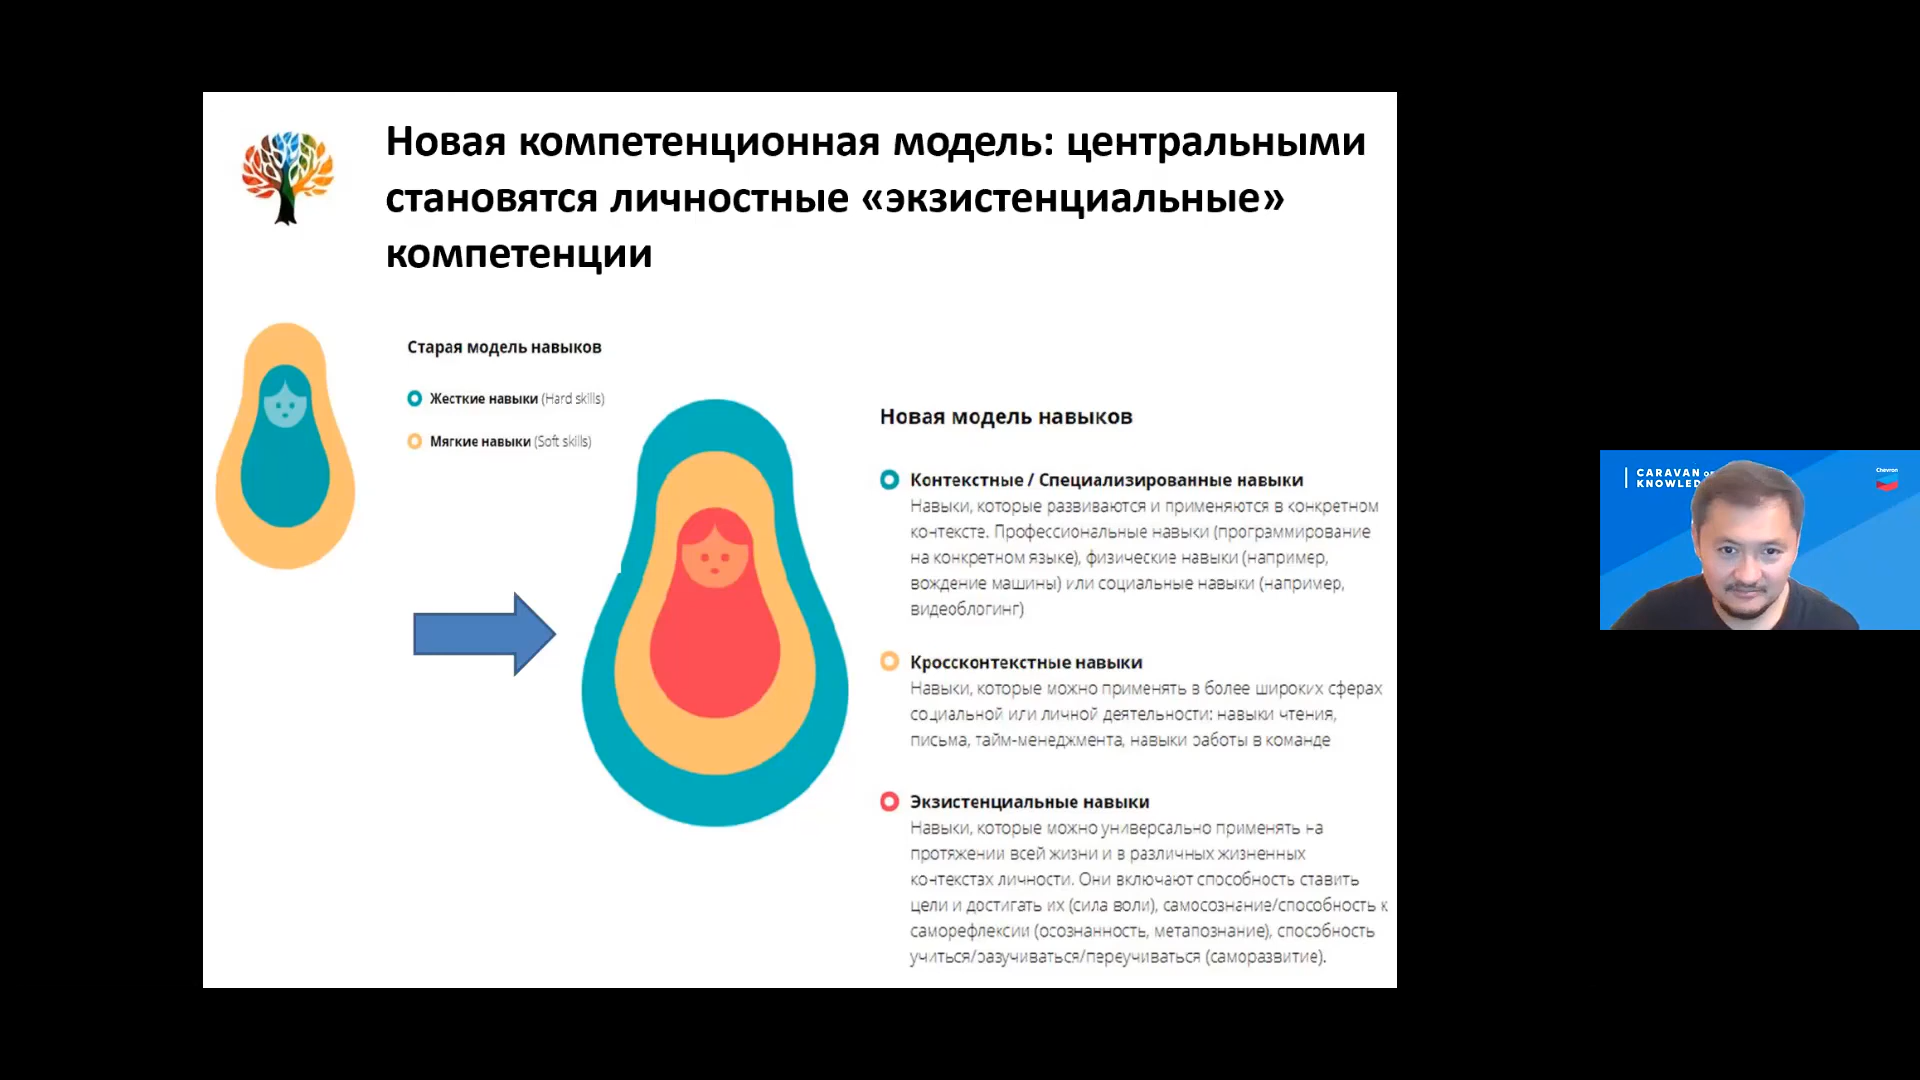 Новая компетенционная модель: центральными
становятся личностные «экзистенциальные»
компетенции
Старая модель навыков
Жесткие навыки (Hard skills)
Мягкие навыки (Soft skills)
Новая модель навыков
Контекстные / Специализированные навыки
Навыки, которые развиваются и применяются в конкретном
контексте. Профессиональные навыки (программирование
на конкретном языке), физические навыки (например,
вождение машины) или социальные навыки (например,
видеоблогинг)
Кроссконтекстные навыки
Навыки, которые можно применять в более широких сферах
социальной или личной деятельности: навыки чтения,
письма, тайм-менеджмента, навыки работы в команде
Экзистенциальные навыки
Навыки, которые можно универсально применять на
протяжении всей жизни и в различных жизненных
контекстах личности. Они включают способность ставить
цели и достигать их (сила воли), самосознание/способность к
саморефлексии (осознанность, метапознание), способность
учиться/разучиваться/переучиваться (саморазвитие).
CARAVAN OF
KNOWLED
Chevron